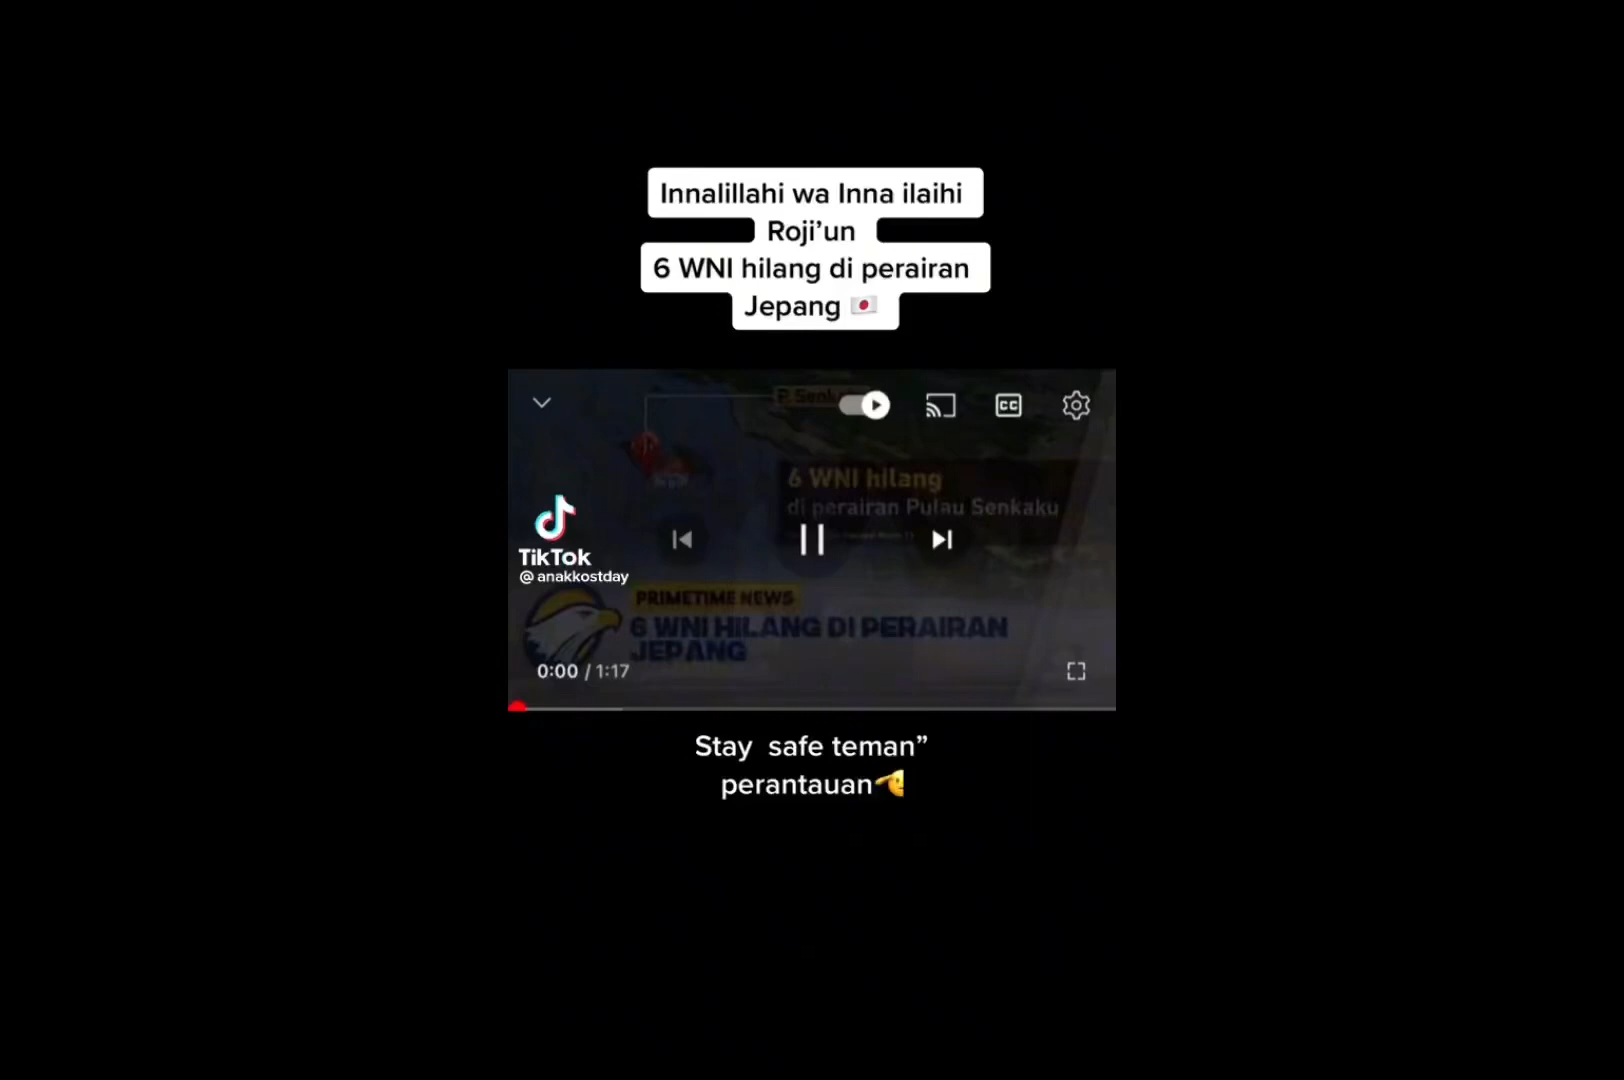 Innalillahi wa Inna ilaihi
Roji’un
6 WNI hilang di perairan
Jepang
6 WNI hilang
di perairan Pulau Senkaku
TikTok
@anakkostday
PRIMETIME NEWS
6 WNI HILANG DI PERAIRAN
JEPANG
0:00 / 1:17
Stay safe teman”
perantauan